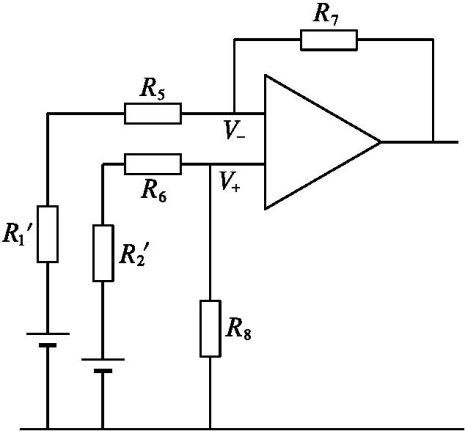 R₇
R₅
V₋
R₆
V₊
R₁′
R₂′
R₈